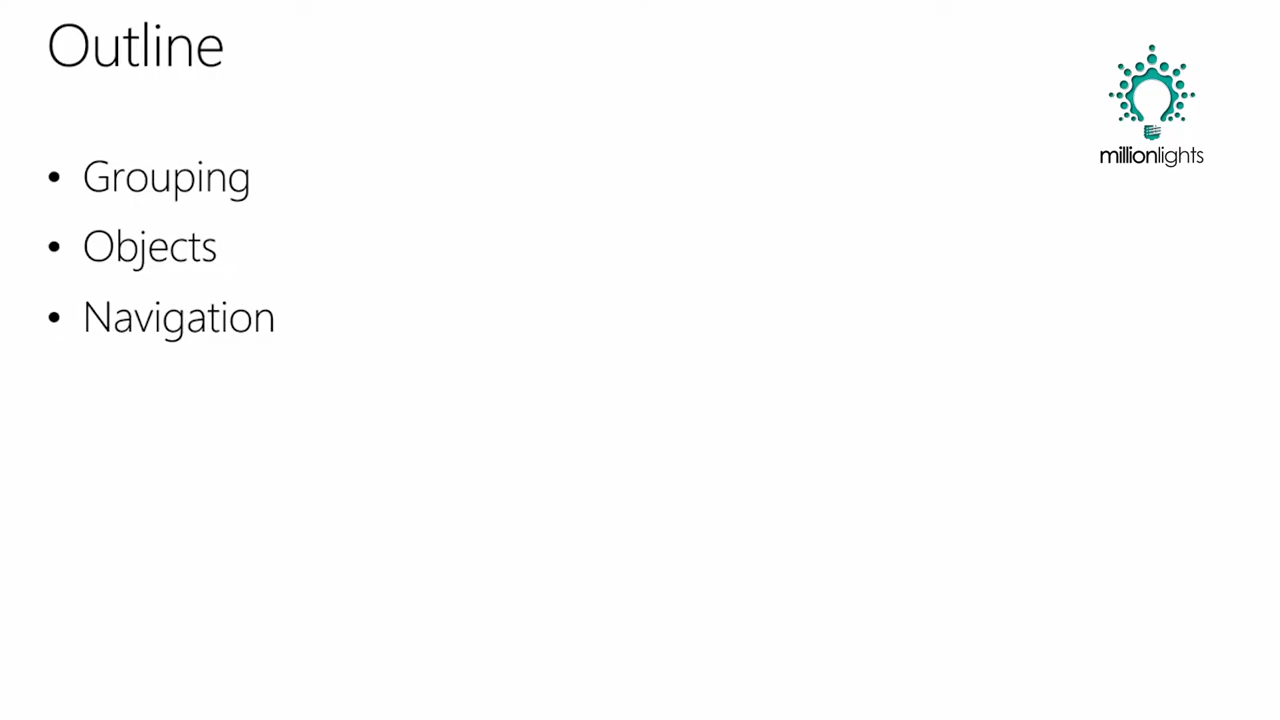 Outline
millionlights
• Grouping
• Objects
• Navigation